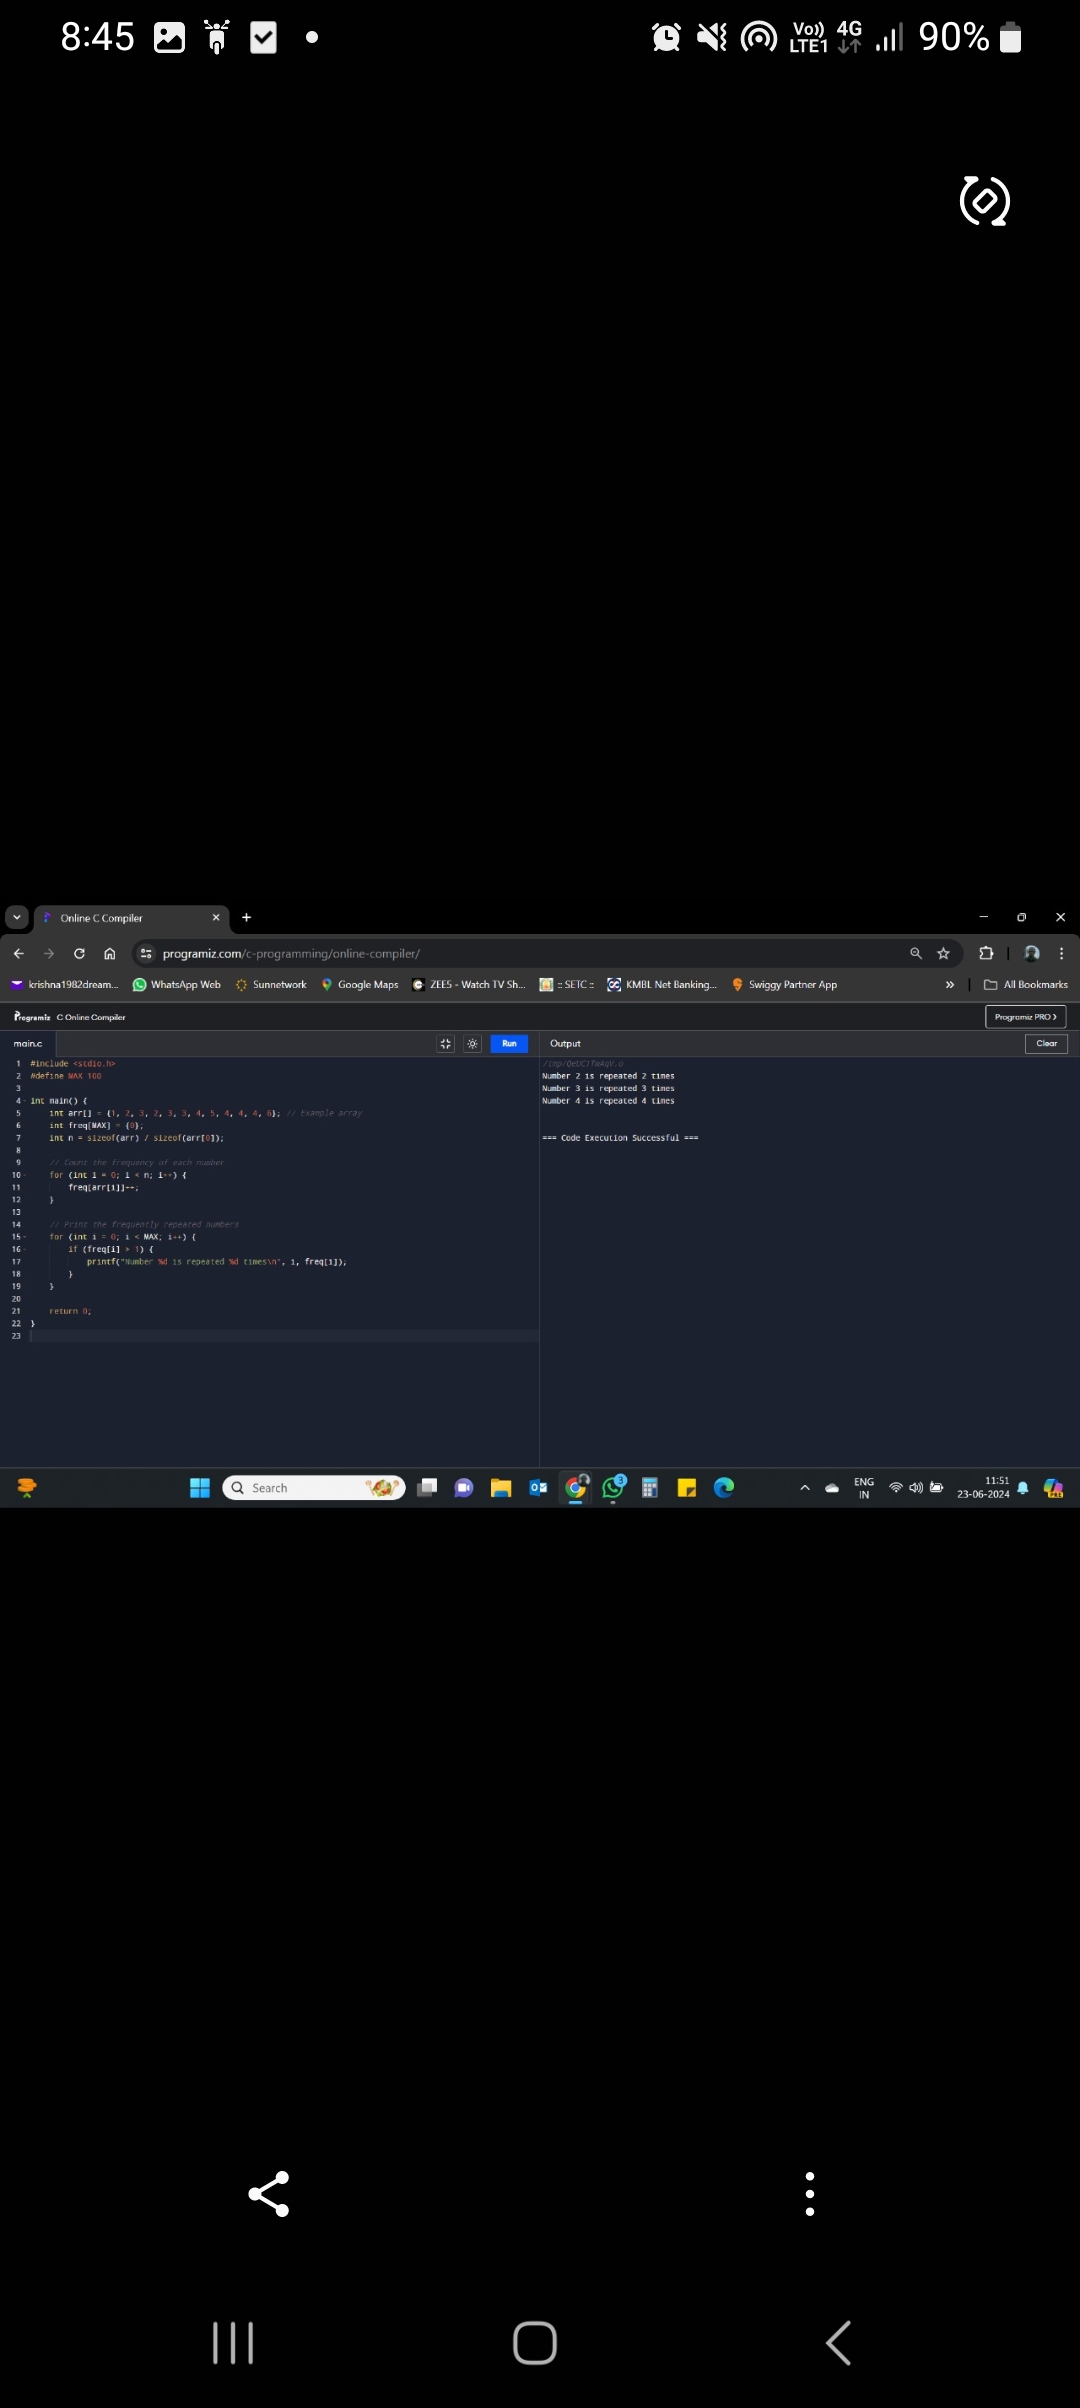 8:45
Vo)) LTE1 4G 90%
Online C Compiler
programiz.com/c-programming/online-compiler/
krishna1982dream... WhatsApp Web Sunnetwork Google Maps ZEE5 - Watch TV Sh... :: SETC :: KMBL Net Banking... Swiggy Partner App » All Bookmarks
Programiz C Online Compiler Programiz PRO
main.c Run Output Clear
1 #include <stdio.h>
2 #define MAX 100
3
4 int main() {
5 int arr[] = {1, 2, 3, 2, 3, 3, 4, 5, 4, 4, 4, 6}; // Example array
6 int freq[MAX] = {0};
7 int n = sizeof(arr) / sizeof(arr[0]);
8
9 // Count the frequency of each number
10 for (int i = 0; i < n; i++) {
11 freq[arr[i]]++;
12 }
13
14 // Print the frequently repeated numbers
15 for (int i = 0; i < MAX; i++) {
16 if (freq[i] > 1) {
17 printf("Number %d is repeated %d times\n", i, freq[i]);
18 }
19 }
20
21 return 0;
22 }
23
Number 2 is repeated 2 times
Number 3 is repeated 3 times
Number 4 is repeated 4 times
=== Code Execution Successful ===
Search 3 ENG IN 11:51 23-06-2024 PRE